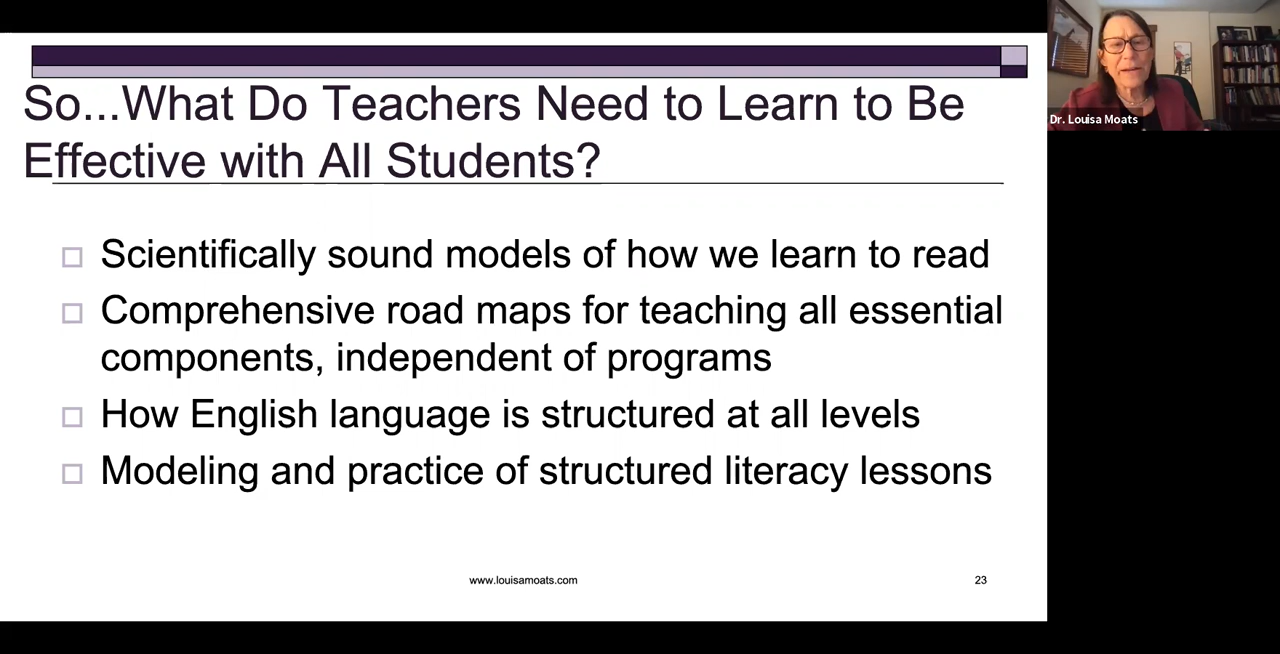 So...What Do Teachers Need to Learn to Be
Effective with All Students?
Scientifically sound models of how we learn to read
Comprehensive road maps for teaching all essential
components, independent of programs
How English language is structured at all levels
Modeling and practice of structured literacy lessons
www.louisamoats.com
23
Dr. Louisa Moats